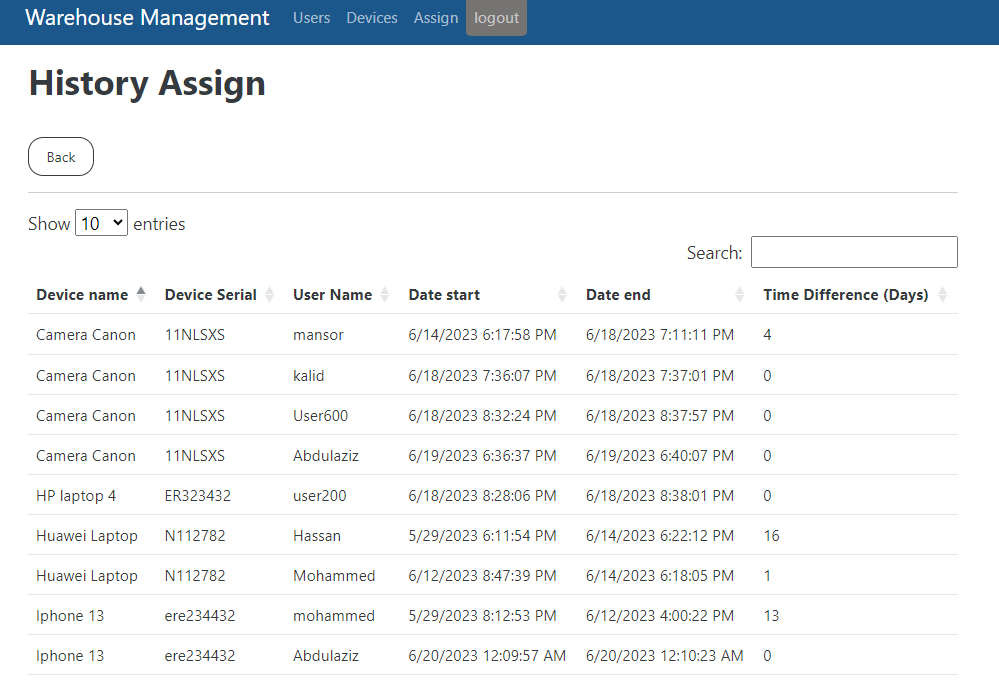 Warehouse Management Users Devices Assign logout
History Assign
Back
Show 10 entries
Search:
Device name Device Serial User Name Date start Date end Time Difference (Days)
Camera Canon 11NLSXS mansor 6/14/2023 6:17:58 PM 6/18/2023 7:11:11 PM 4
Camera Canon 11NLSXS kalid 6/18/2023 7:36:07 PM 6/18/2023 7:37:01 PM 0
Camera Canon 11NLSXS User600 6/18/2023 8:32:24 PM 6/18/2023 8:37:57 PM 0
Camera Canon 11NLSXS Abdulaziz 6/19/2023 6:36:37 PM 6/19/2023 6:40:07 PM 0
HP laptop 4 ER323432 user200 6/18/2023 8:28:06 PM 6/18/2023 8:38:01 PM 0
Huawei Laptop N112782 Hassan 5/29/2023 6:11:54 PM 6/14/2023 6:22:12 PM 16
Huawei Laptop N112782 Mohammed 6/12/2023 8:47:39 PM 6/14/2023 6:18:05 PM 1
Iphone 13 ere234432 mohammed 5/29/2023 8:12:53 PM 6/12/2023 4:00:22 PM 13
Iphone 13 ere234432 Abdulaziz 6/20/2023 12:09:57 AM 6/20/2023 12:10:23 AM 0